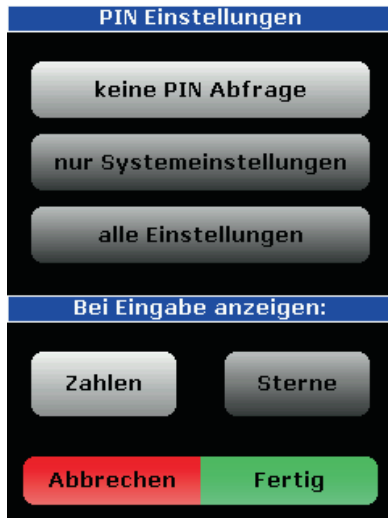 PIN Einstellungen
keine PIN Abfrage
nur Systemeinstellungen
alle Einstellungen
Bei Eingabe anzeigen:
Zahlen Sterne
Abbrechen Fertig